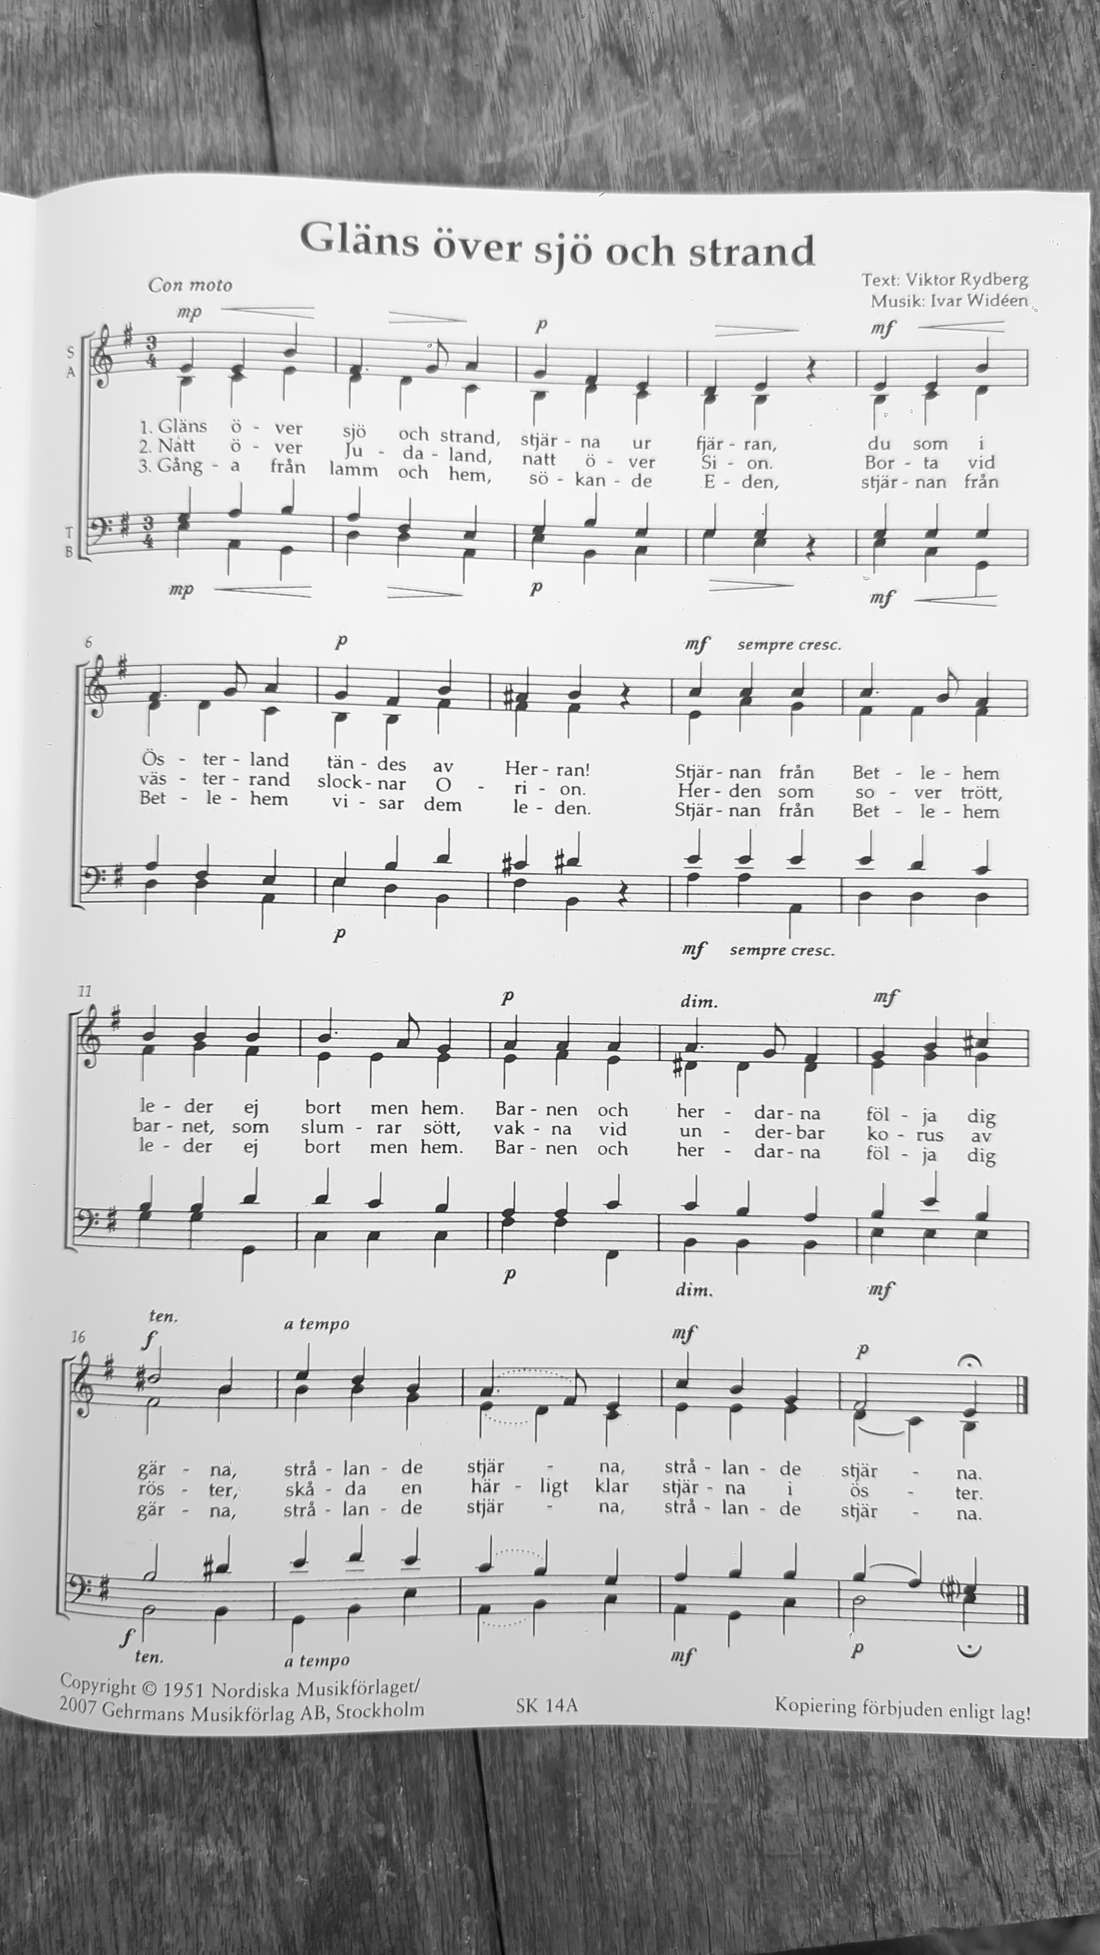 Gläns över sjö och strand
Con moto
Text: Viktor Rydberg
Musik: Ivar Widéen
mp
p
mf
S
A
1. Gläns ö - ver sjö och strand, stjär - na ur fjär - ran, du som i
2. Natt ö - ver Ju - da - land, natt ö - ver Si - on. Bor - ta vid
3. Gång - a från lamm och hem, sö - kan - de E - den, stjär - nan från
T
B
mp
p
mf
6
p
mf sempre cresc.
Ös - ter - land tän - des av Her - ran! Stjär - nan från Bet - le - hem
väs - ter - rand slock - nar O - ri - on. Her - den som so - ver trött,
Bet - le - hem vi - sar dem le - den. Stjär - nan från Bet - le - hem
p
mf sempre cresc.
11
p
dim.
mf
le - der ej bort men hem. Bar - nen och her - dar - na föl - ja dig
bar - net, som slum - rar sött, vak - na vid un - der - bar ko - rus av
le - der ej bort men hem. Bar - nen och her - dar - na föl - ja dig
p
dim.
mf
16
ten.
f
a tempo
mf
p
gär - na, strå - lan - de stjär - na, strå - lan - de stjär - na.
rös - ter, skå - da en här - ligt klar stjär - na i ös - ter.
gär - na, strå - lan - de stjär - na, strå - lan - de stjär - na.
f
ten.
a tempo
mf
p
Copyright © 1951 Nordiska Musikförlaget/
2007 Gehrmans Musikförlag AB, Stockholm
SK 14A
Kopiering förbjuden enligt lag!